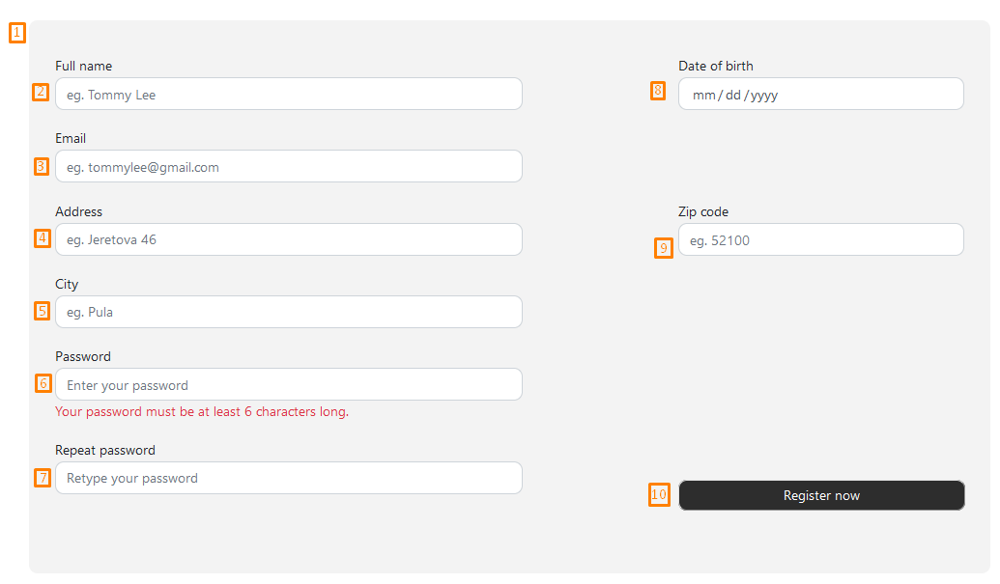 1
Full name
2
eg. Tommy Lee
Date of birth
8
mm/dd/yyyy
Email
3
eg. tommylee@gmail.com
Address
4
eg. Jeretova 46
Zip code
9
eg. 52100
City
5
eg. Pula
Password
6
Enter your password
Your password must be at least 6 characters long.
Repeat password
7
Retype your password
10
Register now